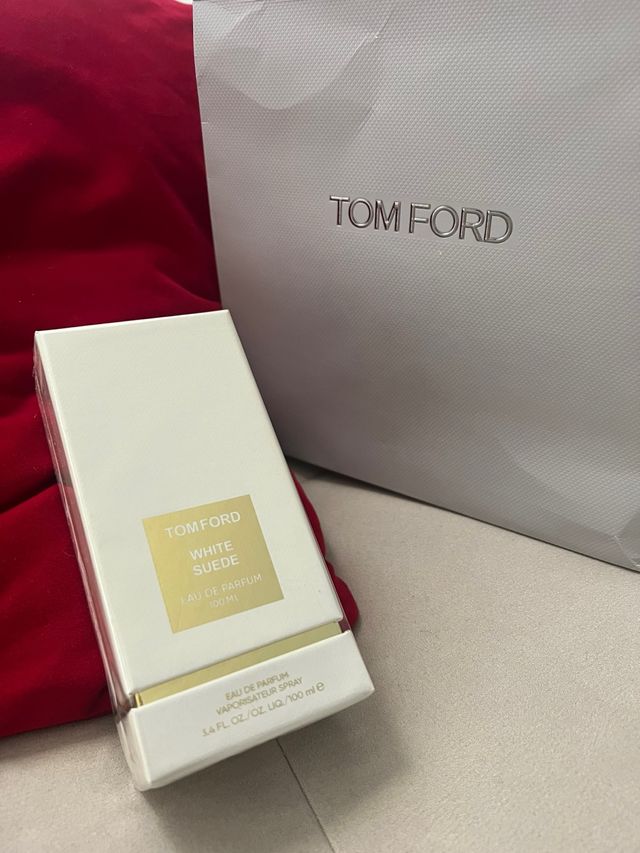 TOM FORD
TOM FORD
WHITE
SUEDE
EAU DE PARFUM
100 ML
EAU DE PARFUM
VAPORISATEUR SPRAY
3.4 FL. OZ./OZ. LIQ./100 ml e